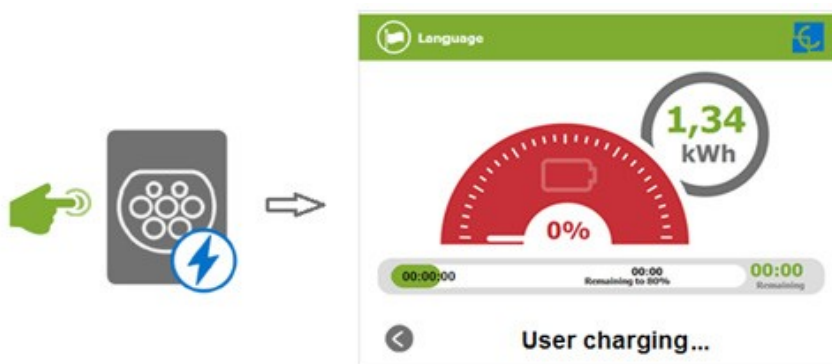 Language
1,34
kWh
0%
00:00:00
00:00
Remaining to 80%
00:00
Remaining
User charging...